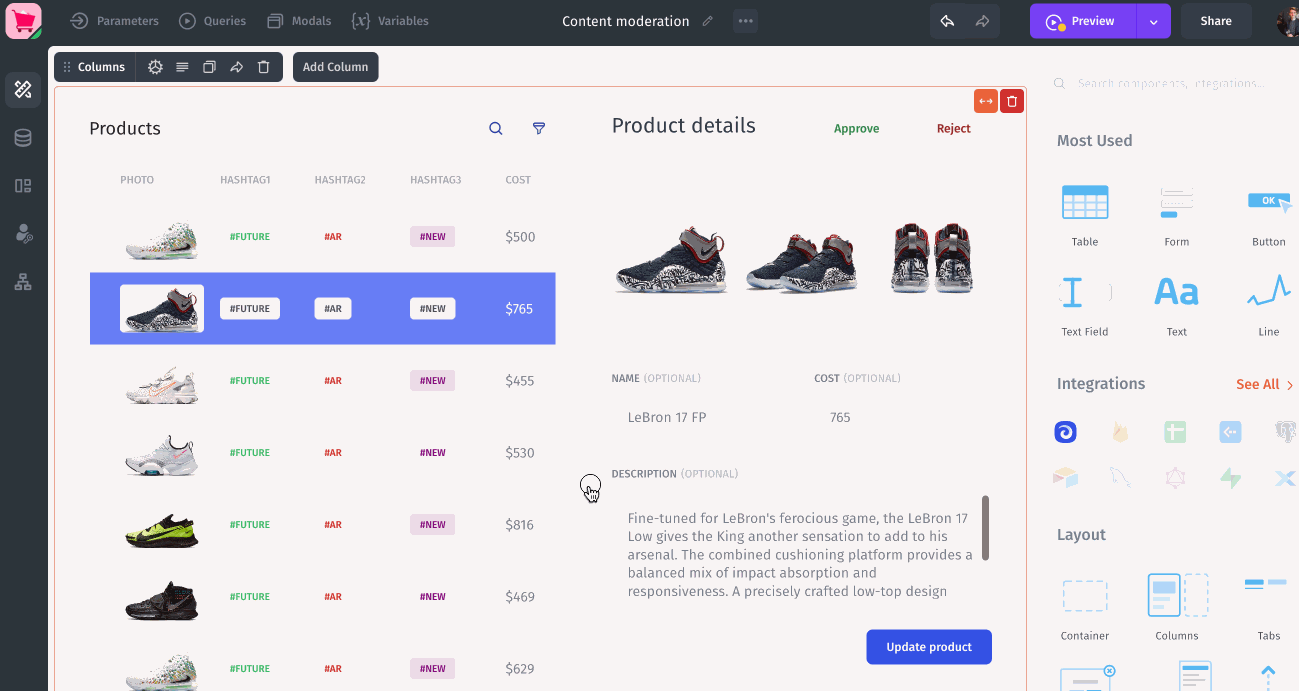 Parameters Queries Modals {x} Variables Content moderation Preview Share
Columns Add Column
Search components, integrations...
Products
Product details Approve Reject
Most Used
PHOTO HASHTAG1 HASHTAG2 HASHTAG3 COST
#FUTURE #AR #NEW $500
#FUTURE #AR #NEW $765
#FUTURE #AR #NEW $455
#FUTURE #AR #NEW $530
#FUTURE #AR #NEW $816
#FUTURE #AR #NEW $469
#FUTURE #AR #NEW $629
NAME (OPTIONAL) COST (OPTIONAL)
LeBron 17 FP 765
DESCRIPTION (OPTIONAL)
Fine-tuned for LeBron's ferocious game, the LeBron 17
Low gives the King another sensation to add to his
arsenal. The combined cushioning platform provides a
balanced mix of impact absorption and
responsiveness. A precisely crafted low-top design
Update product
OK
Table Form Button
Aa
Text Field Text Line
Integrations See All
Layout
Container Columns Tabs